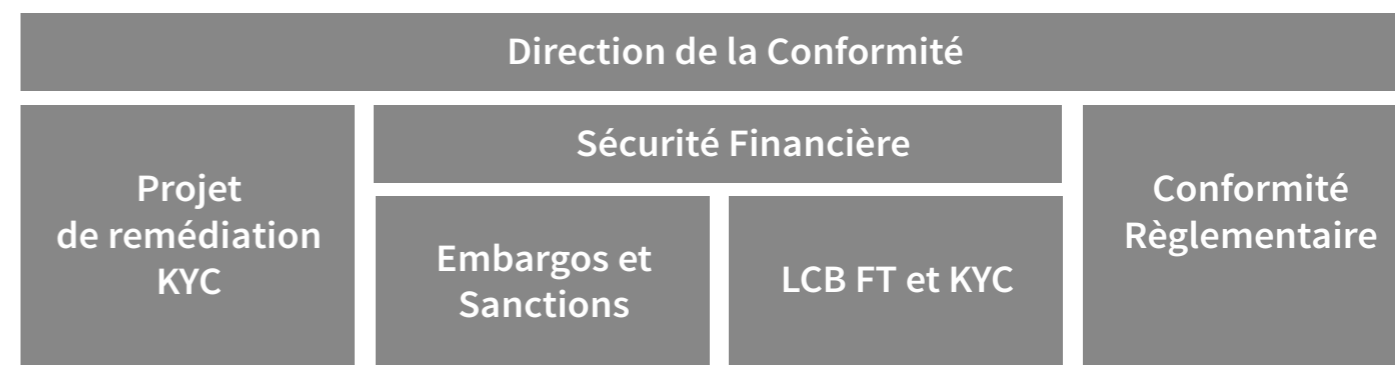 Direction de la Conformité
Projet
de remédiation
KYC
Sécurité Financière
Embargos et
Sanctions
LCB FT et KYC
Conformité
Règlementaire